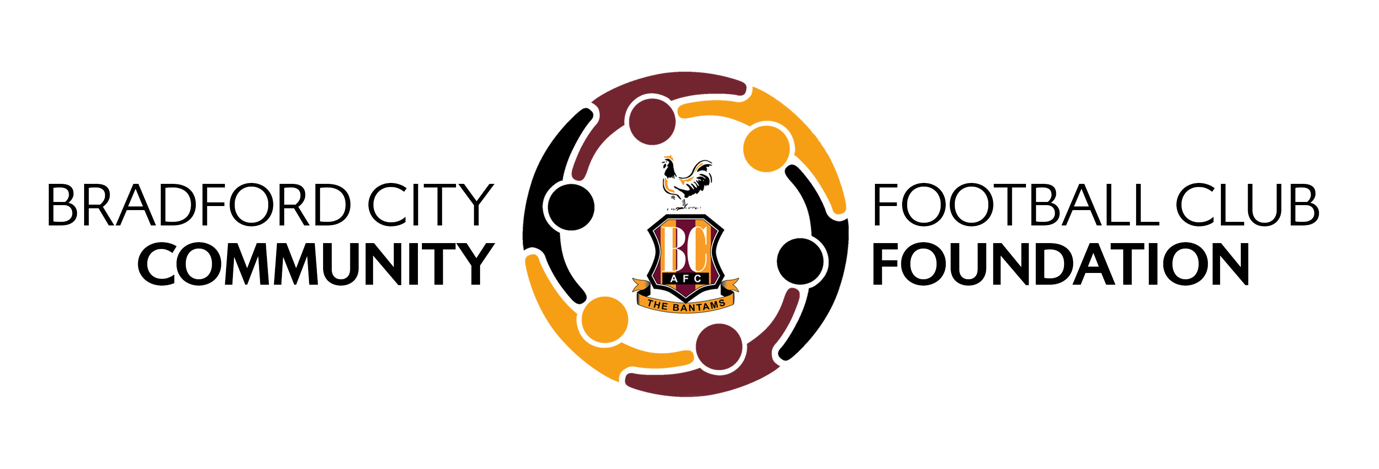 BRADFORD CITY
COMMUNITY
BC
AFC
THE BANTAMS
FOOTBALL CLUB
FOUNDATION